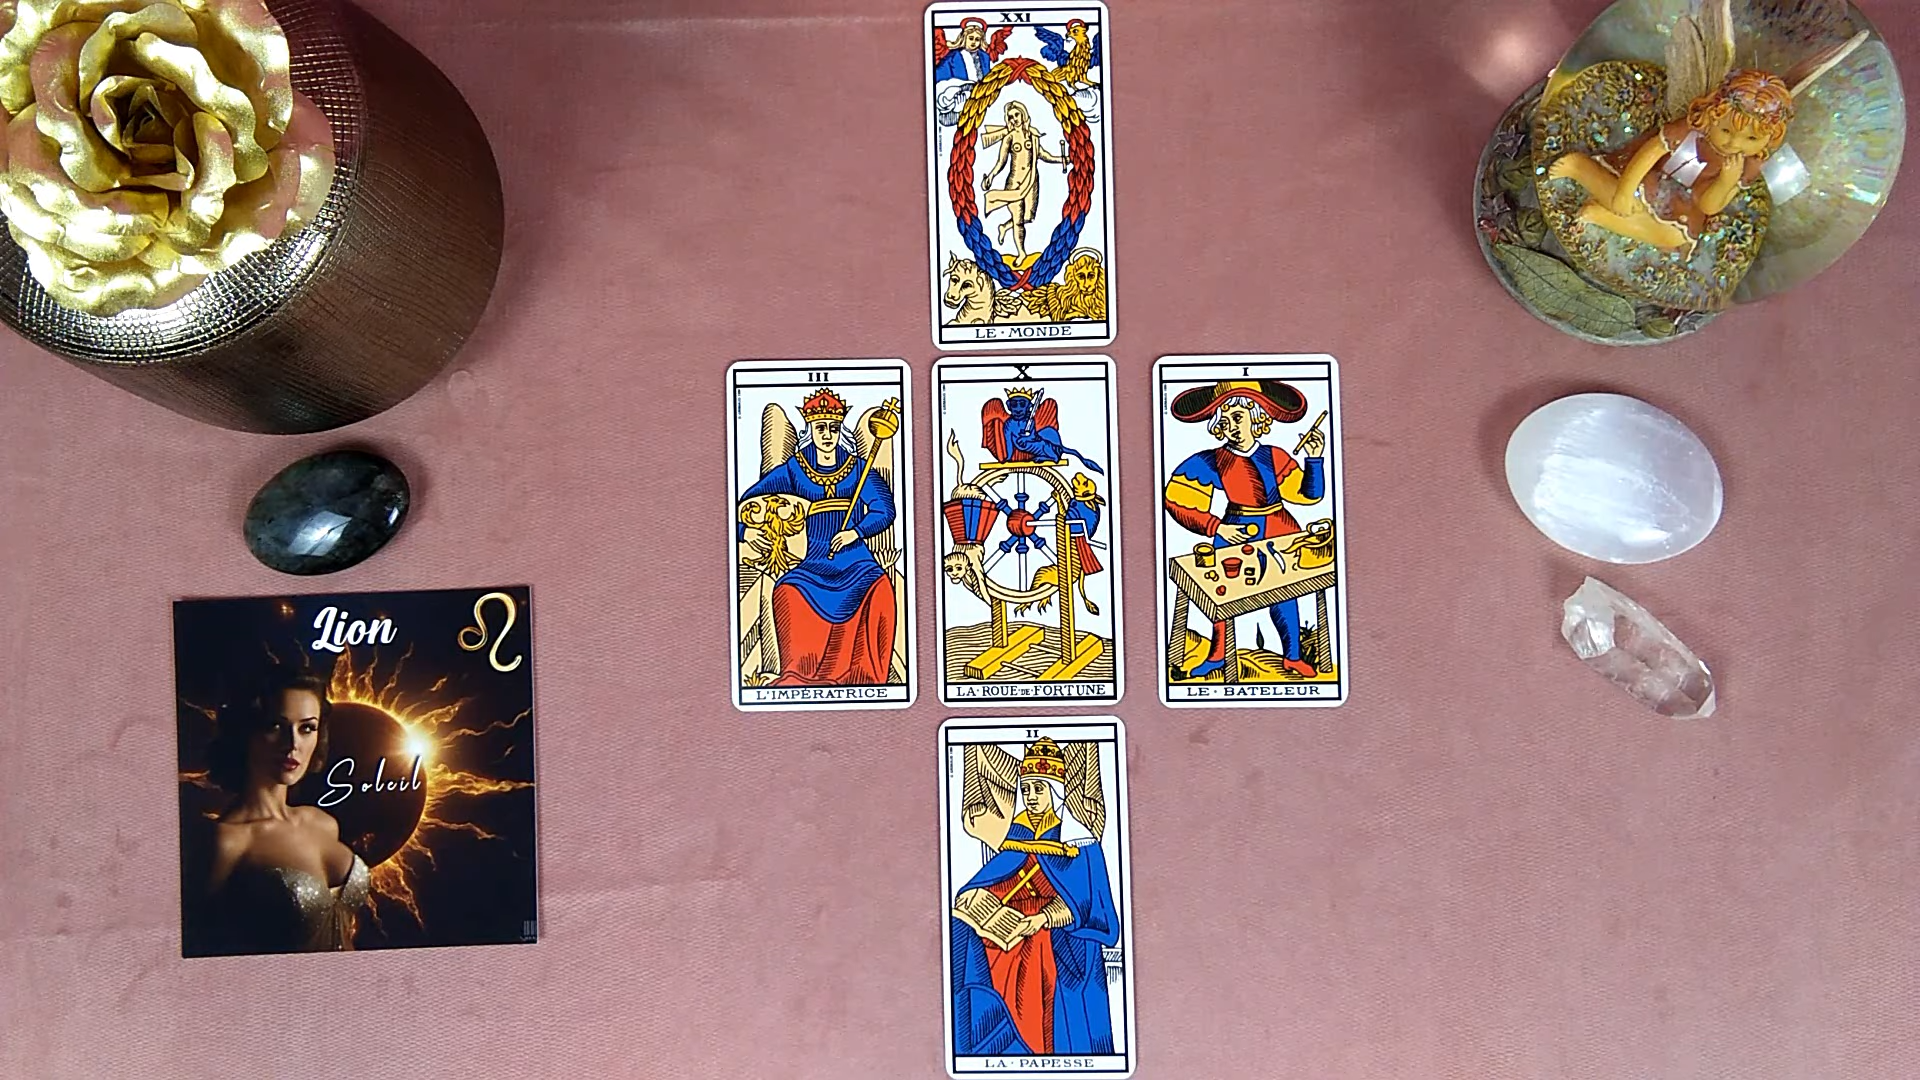 XXI
LE·MONDE
III
L'IMPÉRATRICE
X
LA·ROUE·DE·FORTUNE
I
LE·BATELEUR
Lion
Soleil
II
LA·PAPESSE